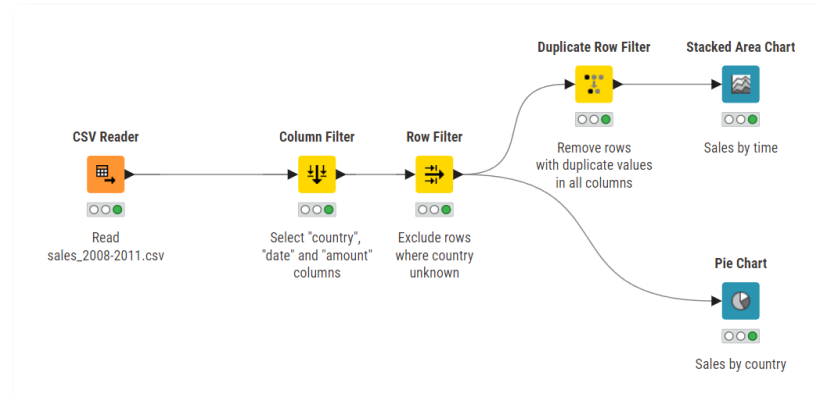 Duplicate Row Filter
Stacked Area Chart
Remove rows
with duplicate values
in all columns
Sales by time
CSV Reader
Column Filter
Row Filter
Read
sales_2008-2011.csv
Select "country",
"date" and "amount"
columns
Exclude rows
where country
unknown
Pie Chart
Sales by country